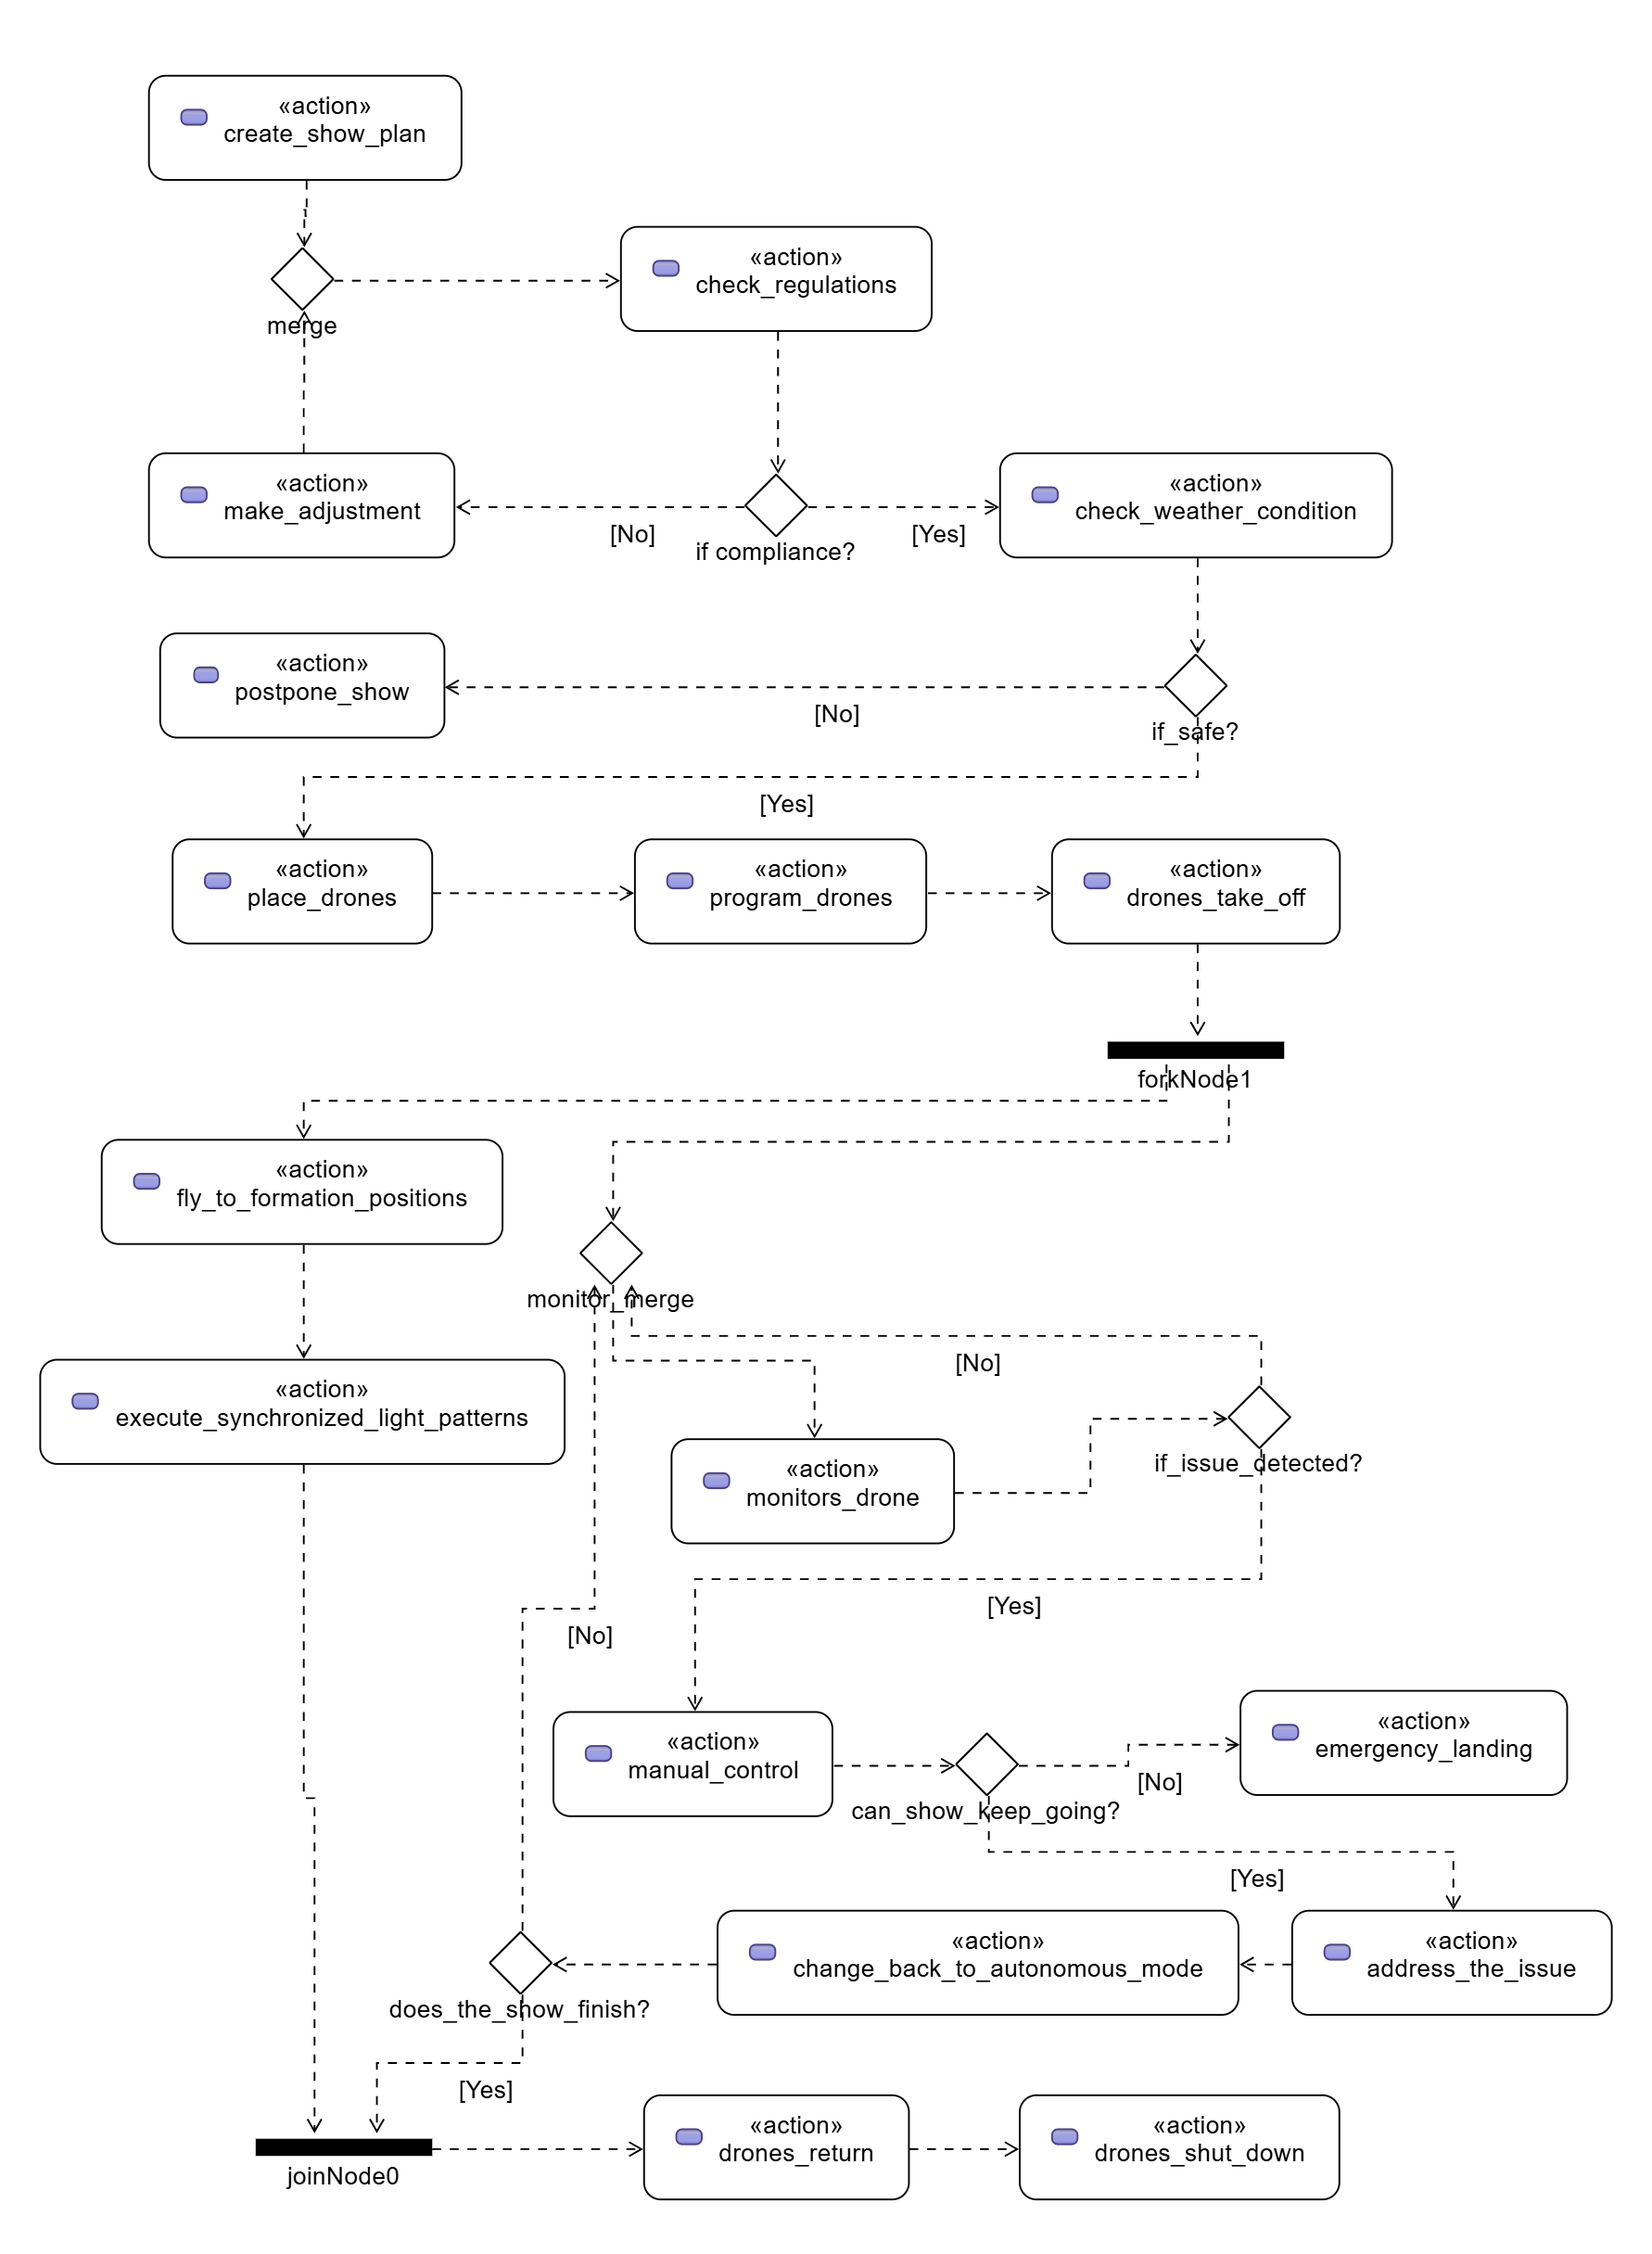 «action»
create_show_plan
«action»
check_regulations
merge
«action»
make_adjustment
[No]
if compliance?
[Yes]
«action»
check_weather_condition
«action»
postpone_show
[No]
if_safe?
[Yes]
«action»
place_drones
«action»
program_drones
«action»
drones_take_off
forkNode1
«action»
fly_to_formation_positions
monitor_merge
[No]
«action»
execute_synchronized_light_patterns
«action»
monitors_drone
if_issue_detected?
[Yes]
[No]
«action»
manual_control
can_show_keep_going?
[No]
«action»
emergency_landing
[Yes]
«action»
address_the_issue
«action»
change_back_to_autonomous_mode
does_the_show_finish?
[Yes]
joinNode0
«action»
drones_return
«action»
drones_shut_down